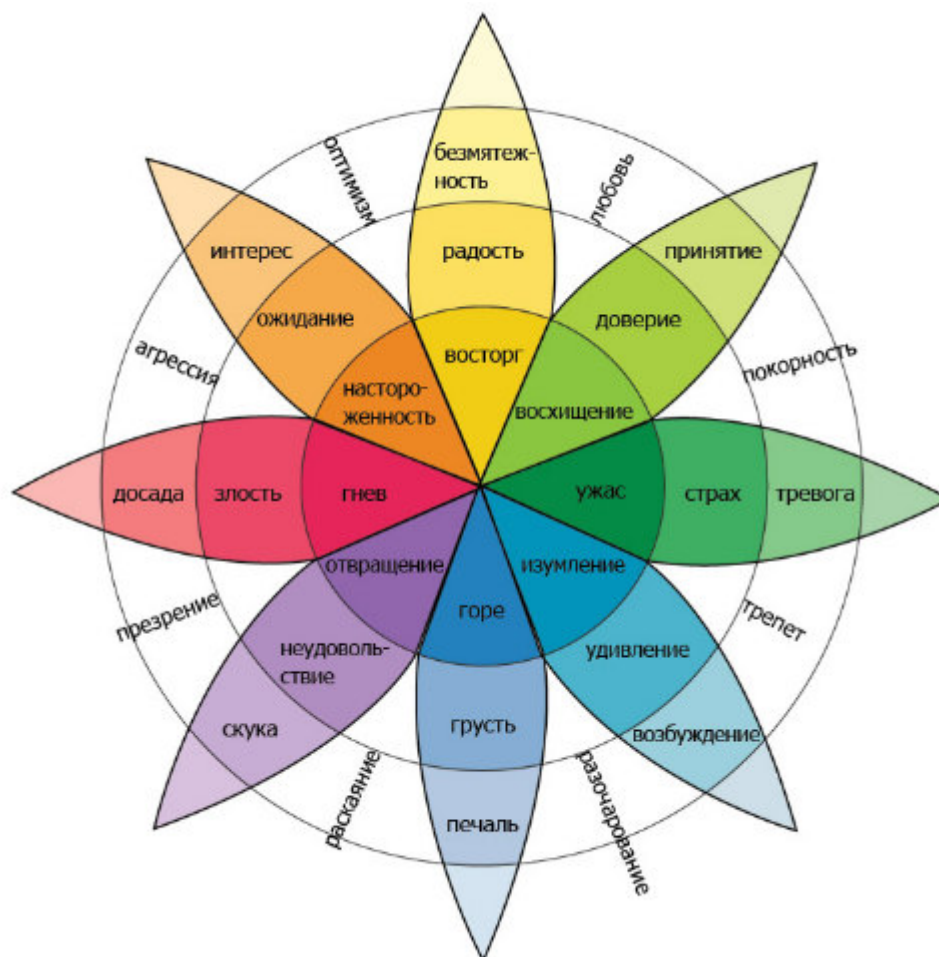 оптимизм
безмятеж-
ность
любовь
интерес
радость
принятие
ожидание
доверие
агрессия
восторг
покорность
насторо-
женность
восхищение
досада
злость
гнев
ужас
страх
тревога
отвращение
изумление
презрение
горе
трепет
неудоволь-
ствие
удивление
скука
грусть
возбуждение
раскаяние
печаль
разочарование